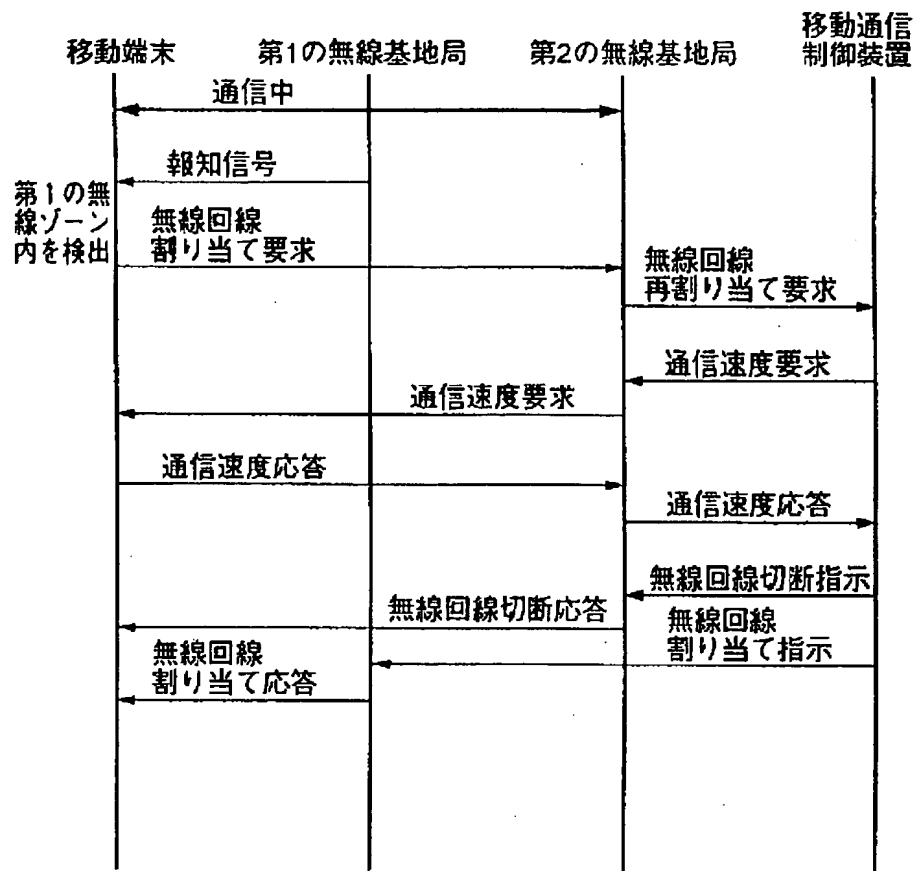 移動端末
第1の無線基地局
第2の無線基地局
移動通信
制御装置
通信中
報知信号
第1の無
線ゾーン
内を検出
無線回線
割り当て要求
無線回線
再割り当て要求
通信速度要求
通信速度要求
通信速度応答
通信速度応答
無線回線切断指示
無線回線切断応答
無線回線
割り当て指示
無線回線
割り当て応答